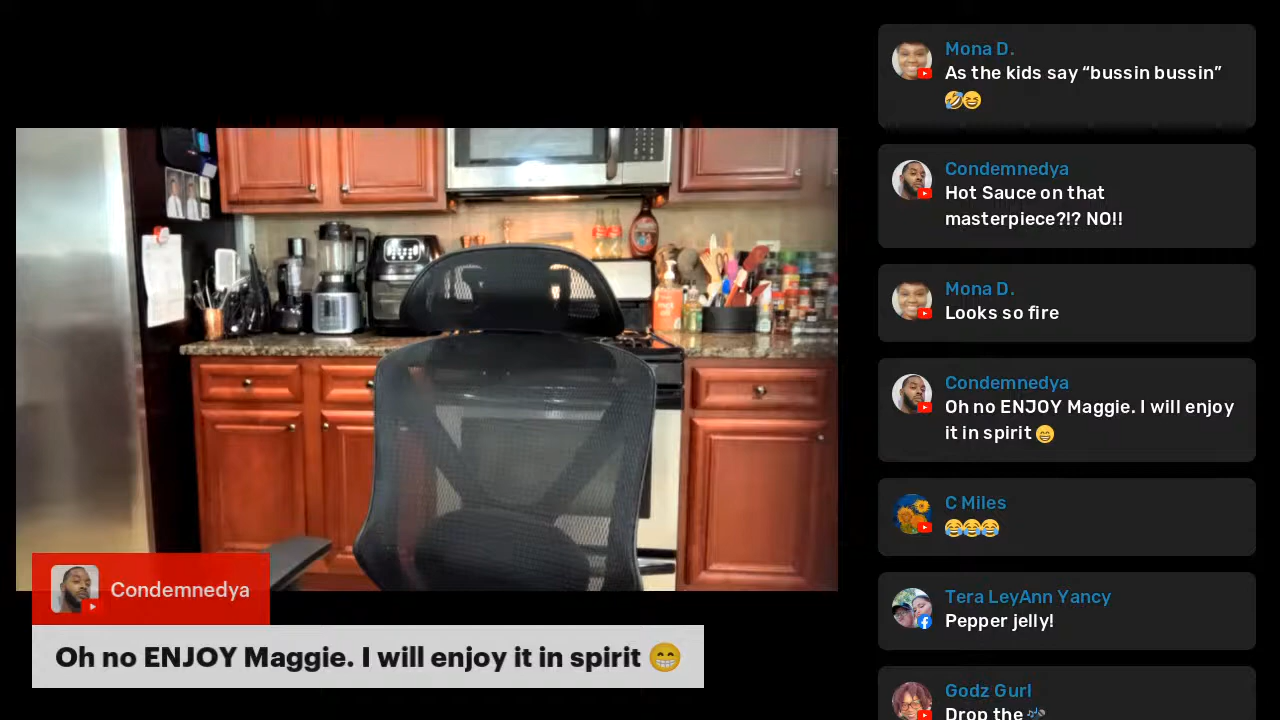 Mona D.
As the kids say “bussin bussin”
🤣😆
Condemnedya
Hot Sauce on that
masterpiece?!? NO!!
Mona D.
Looks so fire
Condemnedya
Oh no ENJOY Maggie. I will enjoy
it in spirit 😁
C Miles
😂😂😂
Tera LeyAnn Yancy
Pepper jelly!
Godz Gurl
Drop the 🎶
Condemnedya
Oh no ENJOY Maggie. I will enjoy it in spirit 😁